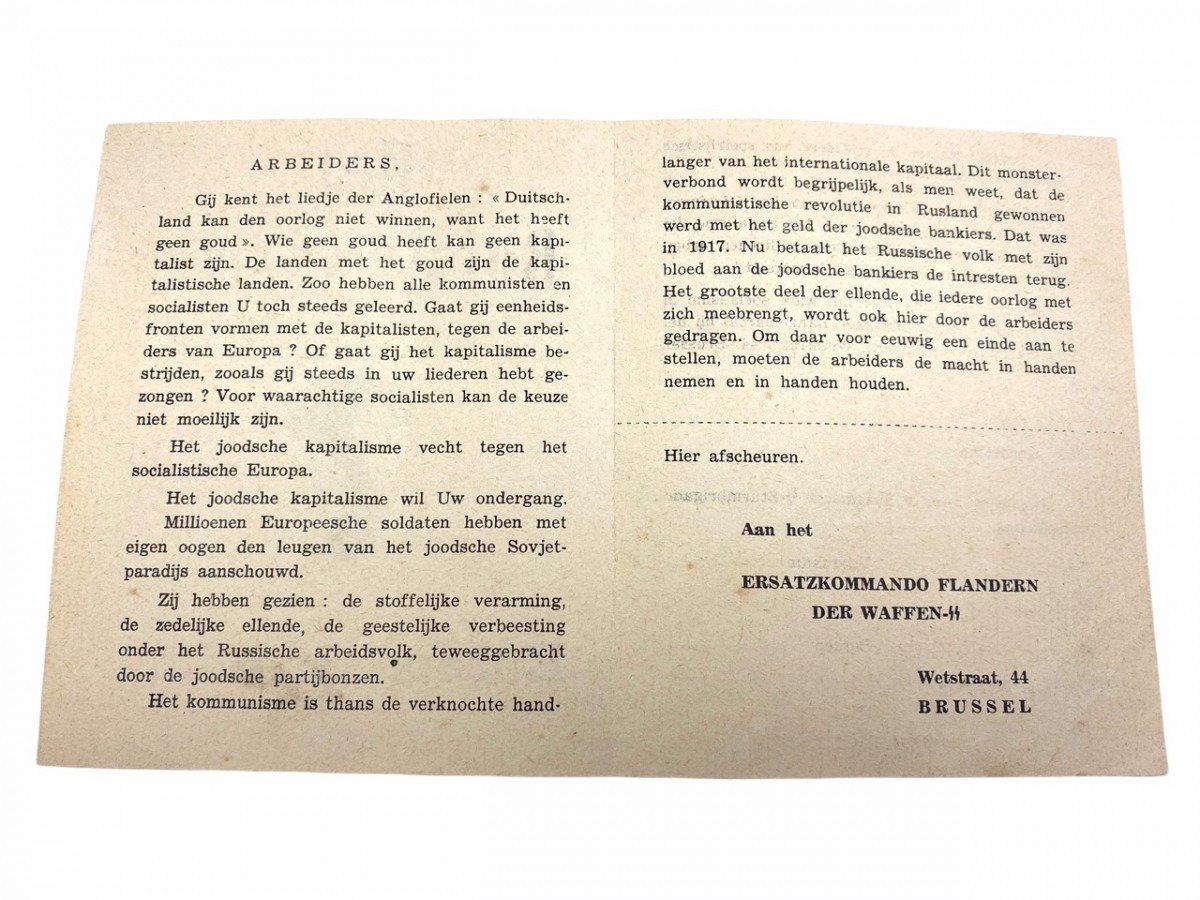 ARBEIDERS,
Gij kent het liedje der Anglofielen : « Duitsch-
land kan den oorlog niet winnen, want het heeft
geen goud ». Wie geen goud heeft kan geen kapi-
talist zijn. De landen met het goud zijn de kapi-
talistische landen. Zoo hebben alle kommunisten en
socialisten U toch steeds geleerd. Gaat gij eenheids-
fronten vormen met de kapitalisten, tegen de arbei-
ders van Europa ? Of gaat gij het kapitalisme be-
strijden, zooals gij steeds in uw liederen hebt ge-
zongen ? Voor waarachtige socialisten kan de keuze
niet moeilijk zijn.
Het joodsche kapitalisme vecht tegen het
socialistische Europa.
Het joodsche kapitalisme wil Uw ondergang.
Millioenen Europeesche soldaten hebben met
eigen oogen den leugen van het joodsche Sovjet-
paradijs aanschouwd.
Zij hebben gezien : de stoffelijke verarming,
de zedelijke ellende, de geestelijke verbeesting
onder het Russische arbeidsvolk, teweeggebracht
door de joodsche partijbonzen.
Het kommunisme is thans de verknochte hand-
langer van het internationale kapitaal. Dit monster-
verbond wordt begrijpelijk, als men weet, dat de
kommunistische revolutie in Rusland gewonnen
werd met het geld der joodsche bankiers. Dat was
in 1917. Nu betaalt het Russische volk met zijn
bloed aan de joodsche bankiers de intresten terug.
Het grootste deel der ellende, die iedere oorlog met
zich meebrengt, wordt ook hier door de arbeiders
gedragen. Om daar voor eeuwig een einde aan te
stellen, moeten de arbeiders de macht in handen
nemen en in handen houden.
Hier afscheuren.
Aan het
ERSATZKOMMANDO FLANDERN
DER WAFFEN-ᛋᛋ
Wetstraat, 44
BRUSSEL